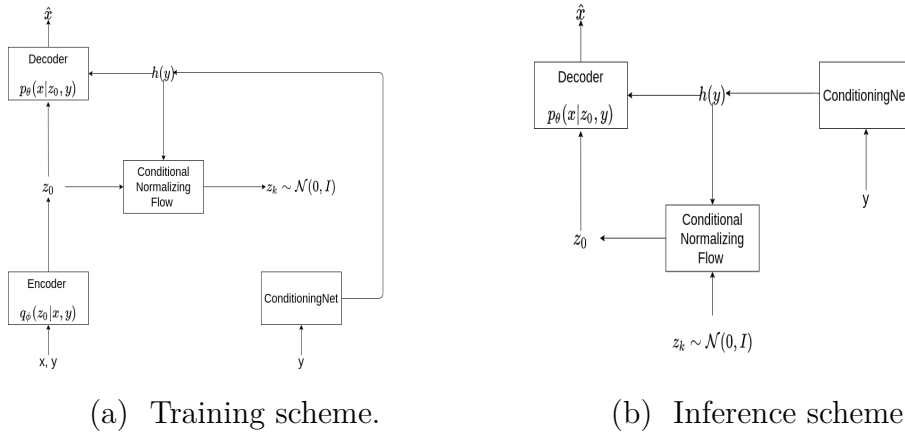 x̂
Decoder
p_θ(x|z_0, y)
h(y)
z_0
Conditional
Normalizing
Flow
z_k ∼ 𝒩(0, I)
Encoder
q_ϕ(z_0|x, y)
ConditioningNet
x, y
y
(a) Training scheme.
x̂
Decoder
p_θ(x|z_0, y)
h(y)
ConditioningNe
y
z_0
Conditional
Normalizing
Flow
z_k ∼ 𝒩(0, I)
(b) Inference scheme